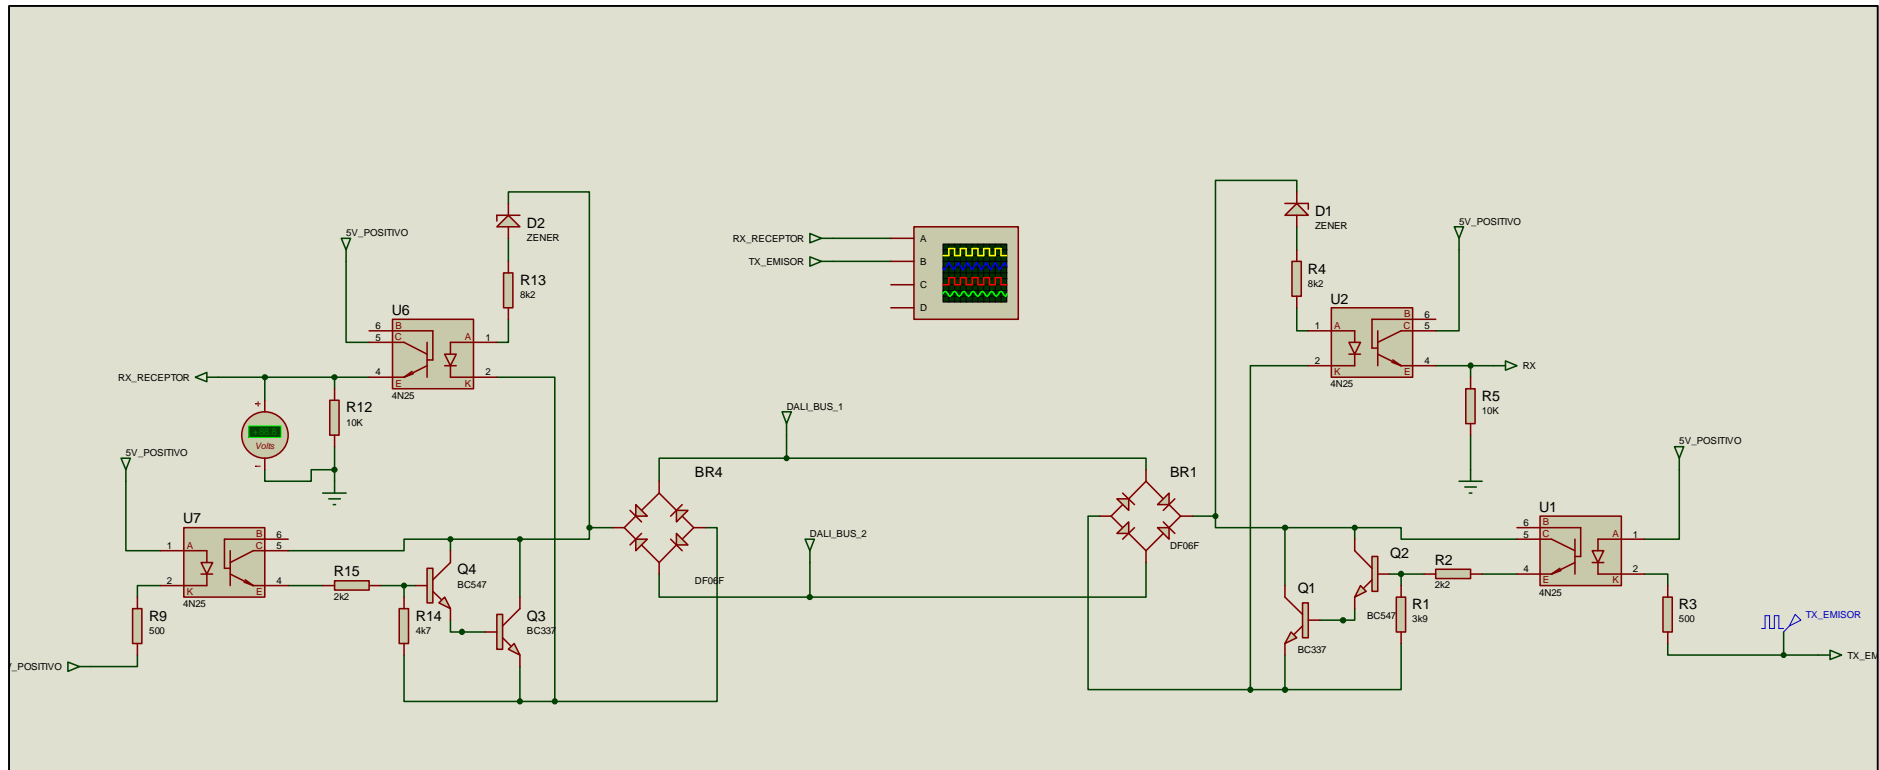 D2
ZENER
R13
8k2
5V_POSITIVO
U6
6
5
4
B
C
E
A
K
1
2
4N25
RX_RECEPTOR
+
Volts
R12
10K
5V_POSITIVO
U7
1
2
A
K
B
C
E
6
5
4
4N25
R9
500
V_POSITIVO
R15
2k2
R14
4k7
Q4
BC547
Q3
BC337
RX_RECEPTOR
TX_EMISOR
A
B
C
D
DALI_BUS_1
DALI_BUS_2
BR4
DF06F
BR1
DF06F
D1
ZENER
R4
8k2
5V_POSITIVO
U2
1
2
A
K
B
C
E
6
5
4
4N25
RX
R5
10K
5V_POSITIVO
U1
6
5
4
B
C
E
A
K
1
2
4N25
Q2
BC547
Q1
BC337
R2
2k2
R1
3k9
R3
500
TX_EMISOR
TX_EM